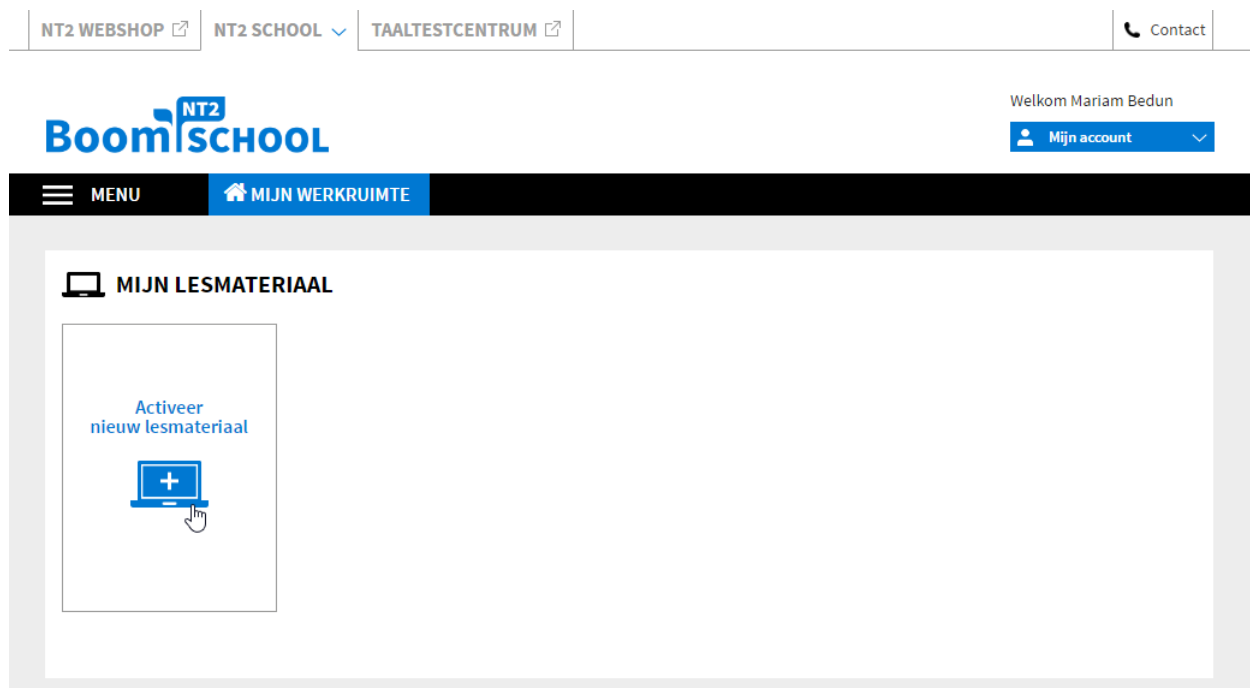 NT2 WEBSHOP
NT2 SCHOOL
TAALTESTCENTRUM
Contact
Welkom Mariam Bedun
NT2
Boom SCHOOL
Mijn account
MENU
MIJN WERKRUIMTE
MIJN LESMATERIAAL
Activeer
nieuw lesmateriaal